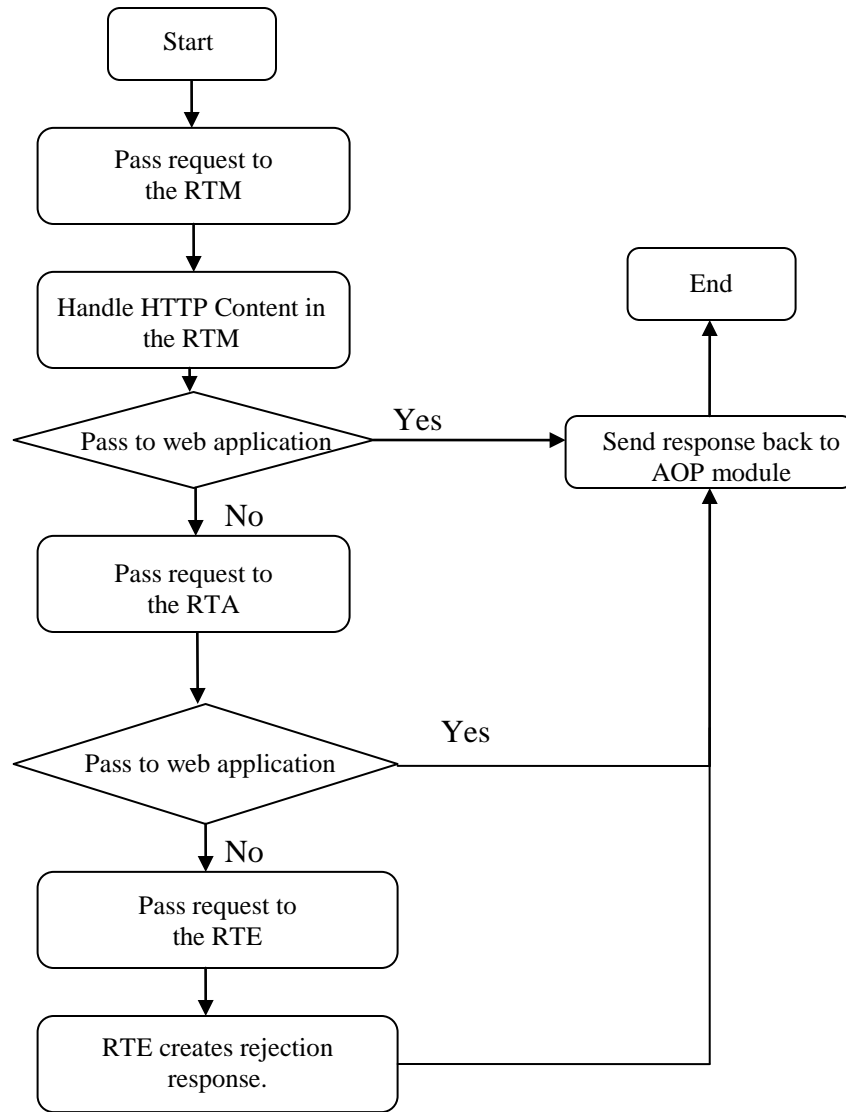 Start
Pass request to
the RTM
Handle HTTP Content in
the RTM
End
Pass to web application
Yes
Send response back to
AOP module
No
Pass request to
the RTA
Pass to web application
Yes
No
Pass request to
the RTE
RTE creates rejection
response.